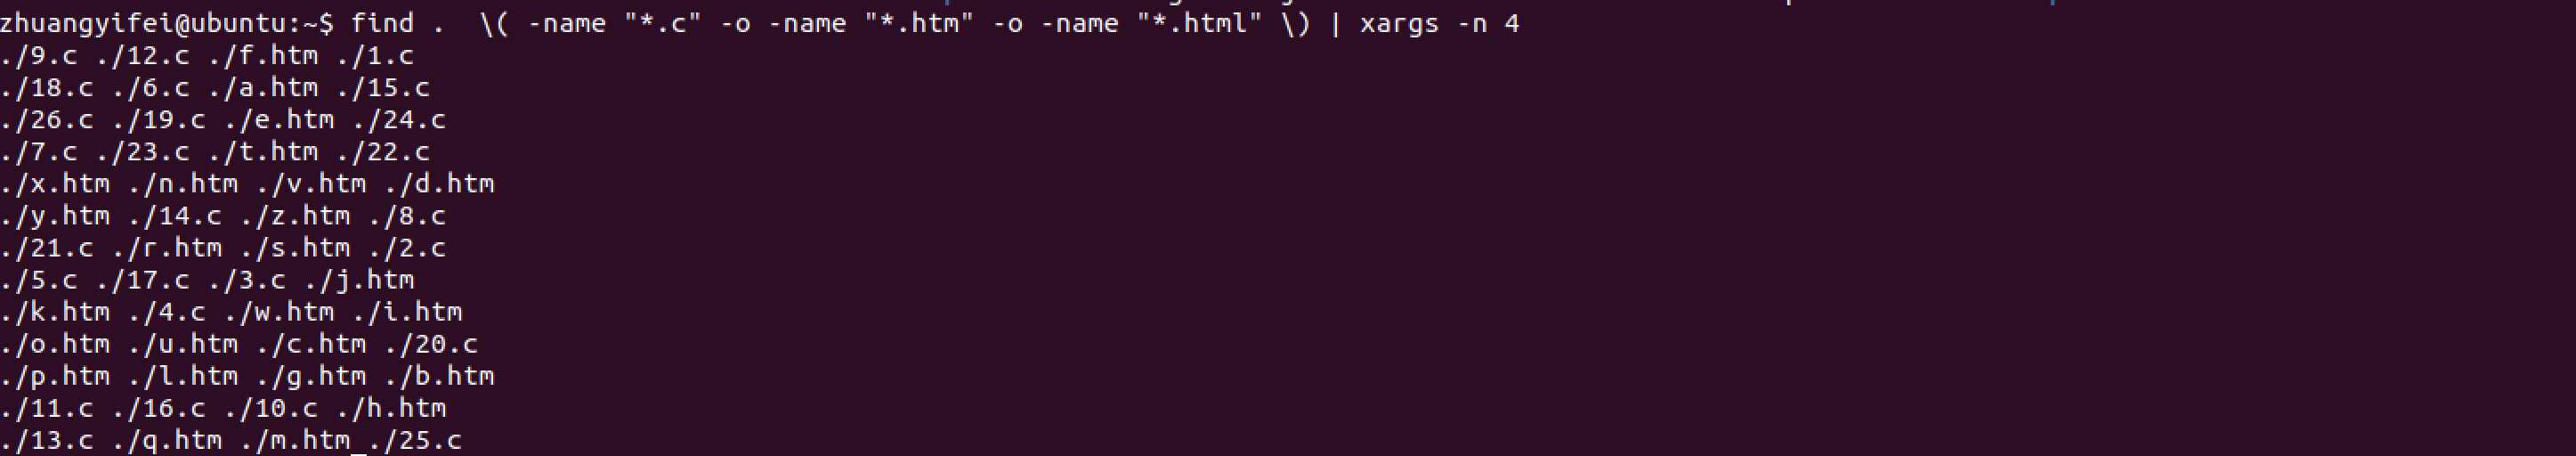 zhuangyifei@ubuntu:~$ find .  \( -name "*.c" -o -name "*.htm" -o -name "*.html" \) | xargs -n 4
./9.c ./12.c ./f.htm ./1.c
./18.c ./6.c ./a.htm ./15.c
./26.c ./19.c ./e.htm ./24.c
./7.c ./23.c ./t.htm ./22.c
./x.htm ./n.htm ./v.htm ./d.htm
./y.htm ./14.c ./z.htm ./8.c
./21.c ./r.htm ./s.htm ./2.c
./5.c ./17.c ./3.c ./j.htm
./k.htm ./4.c ./w.htm ./i.htm
./o.htm ./u.htm ./c.htm ./20.c
./p.htm ./l.htm ./g.htm ./b.htm
./11.c ./16.c ./10.c ./h.htm
./13.c ./q.htm ./m.htm ./25.c